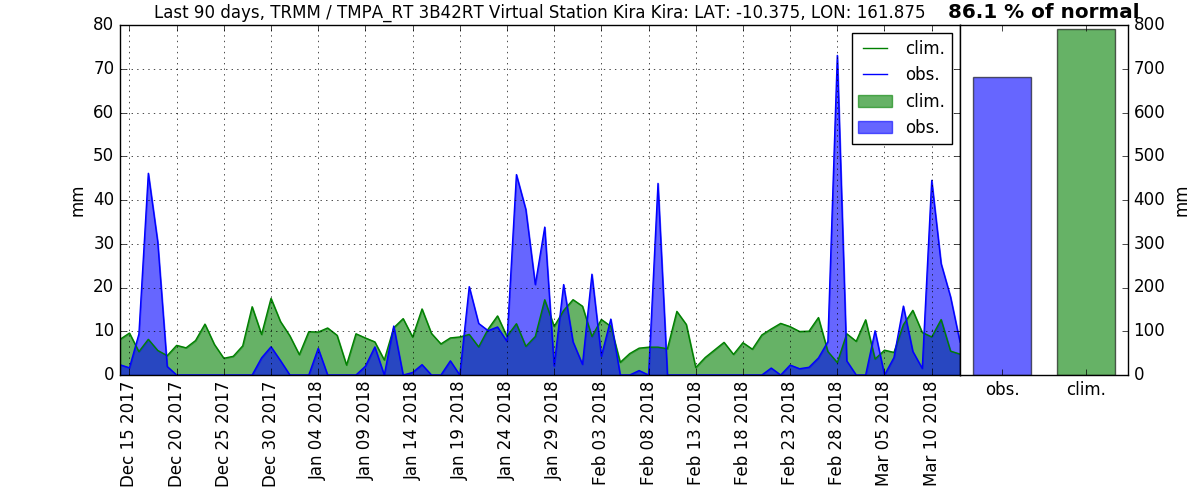 Last 90 days, TRMM / TMPA_RT 3B42RT Virtual Station Kira Kira: LAT: -10.375, LON: 161.875
86.1 % of normal
80
70
60
50
40
30
20
10
0
mm
clim.
obs.
clim.
obs.
800
700
600
500
400
300
200
100
0
mm
Dec 15 2017
Dec 20 2017
Dec 25 2017
Dec 30 2017
Jan 04 2018
Jan 09 2018
Jan 14 2018
Jan 19 2018
Jan 24 2018
Jan 29 2018
Feb 03 2018
Feb 08 2018
Feb 13 2018
Feb 18 2018
Feb 23 2018
Feb 28 2018
Mar 05 2018
Mar 10 2018
obs.
clim.